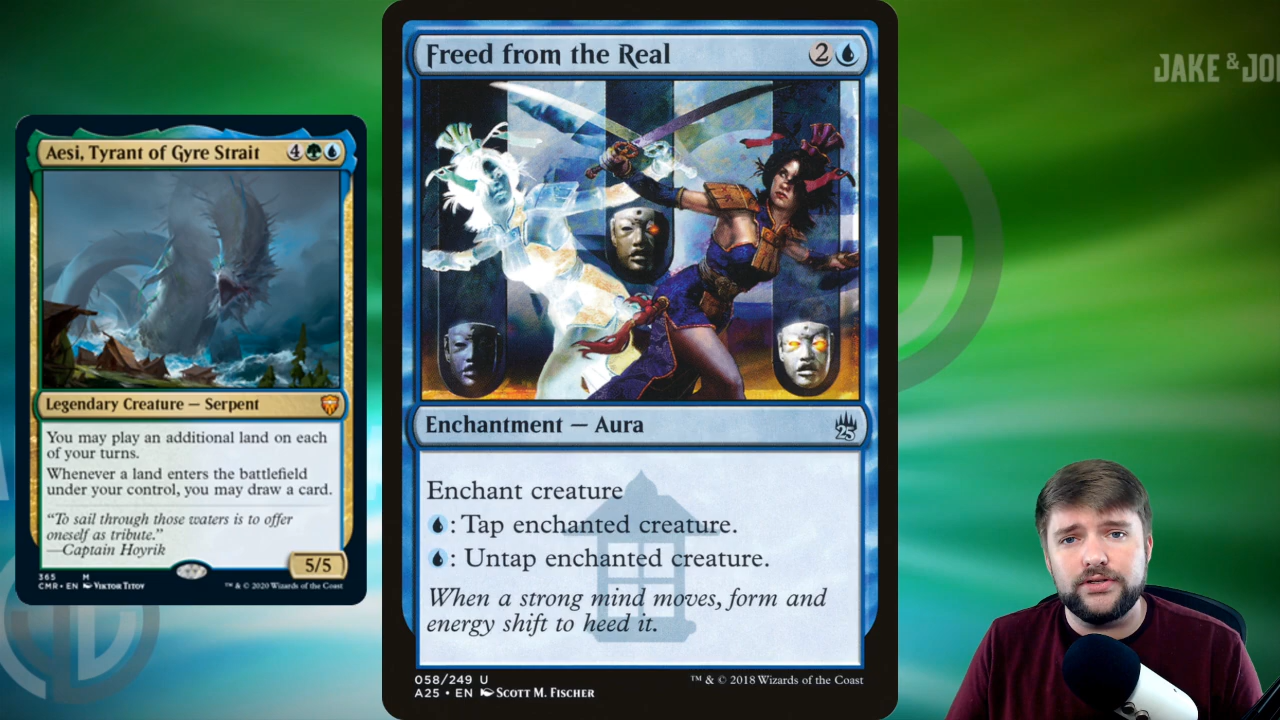 Aesi, Tyrant of Gyre Strait 4
Legendary Creature — Serpent
You may play an additional land on each
of your turns.
Whenever a land enters the battlefield
under your control, you may draw a card.
"To sail through those waters is to offer
oneself as tribute."
—Captain Hoyrik
5/5
365 M
CMR • EN Viktor Titov
™ & © 2020 Wizards of the Coast
Freed from the Real 2
Enchantment — Aura
25
Enchant creature
: Tap enchanted creature.
: Untap enchanted creature.
When a strong mind moves, form and
energy shift to heed it.
058/249 U
A25 • EN Scott M. Fischer
™ & © 2018 Wizards of the Coast
JAKE & JO